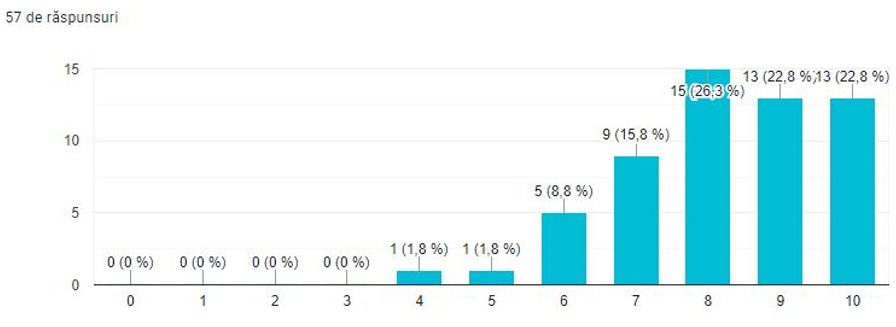 57 de răspunsuri
15
13 (22,8 %)
13 (22,8 %)
15 (26,3 %)
9 (15,8 %)
10
5 (8,8 %)
5
1 (1,8 %)
1 (1,8 %)
0 (0 %)
0 (0 %)
0 (0 %)
0 (0 %)
0
0 1 2 3 4 5 6 7 8 9 10